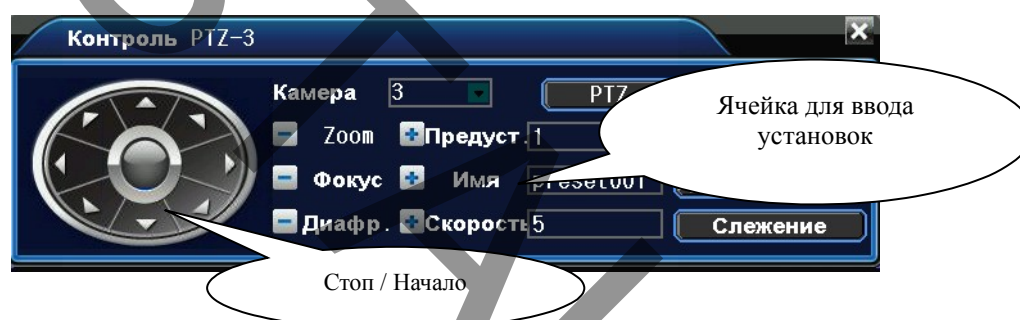 Контроль PTZ-3
Камера 3 PTZ
Zoom Предуст. 1
Фокус Имя preset001
Диафр. Скорость 5 Слежение
Ячейка для ввода
установок
Стоп / Начало